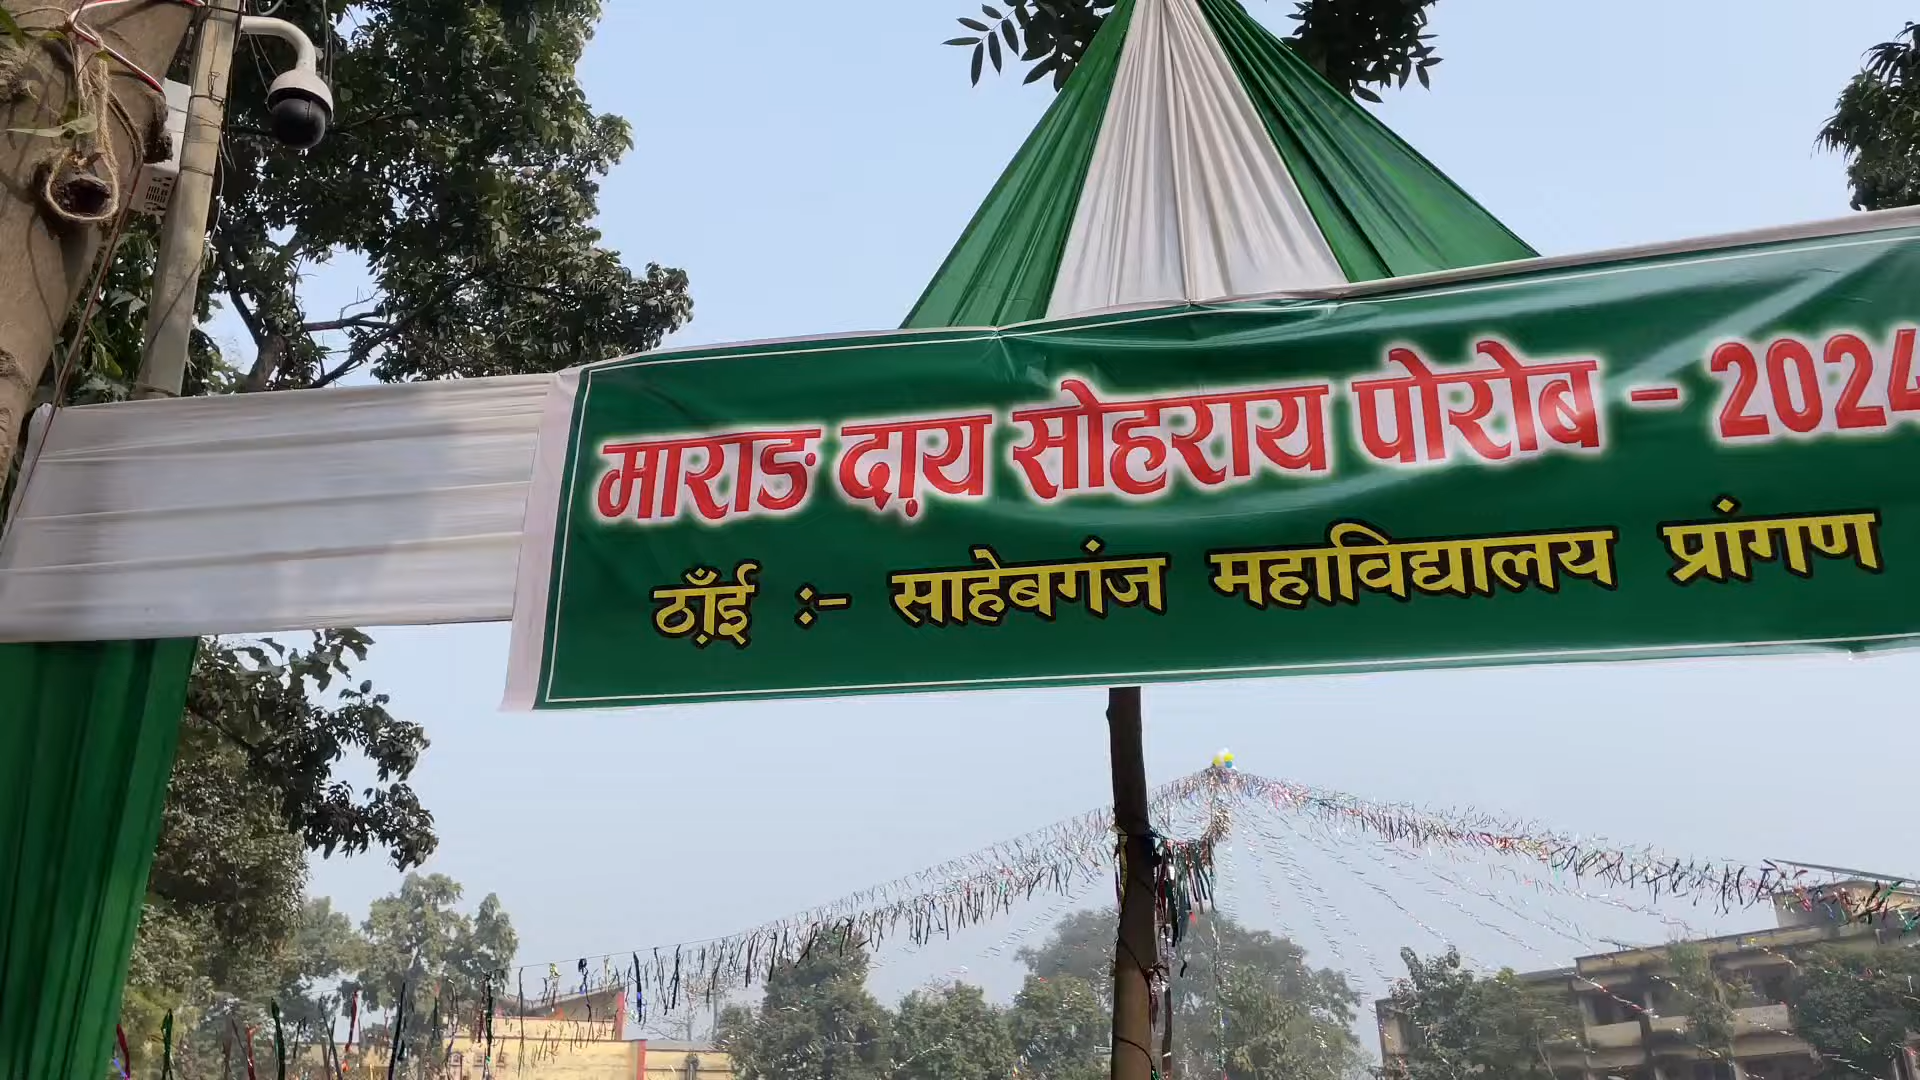 माराङ दा़य सोहराय पोरोब - 2024
ठाँ़ई :- साहेबगंज महाविद्यालय प्रांगण